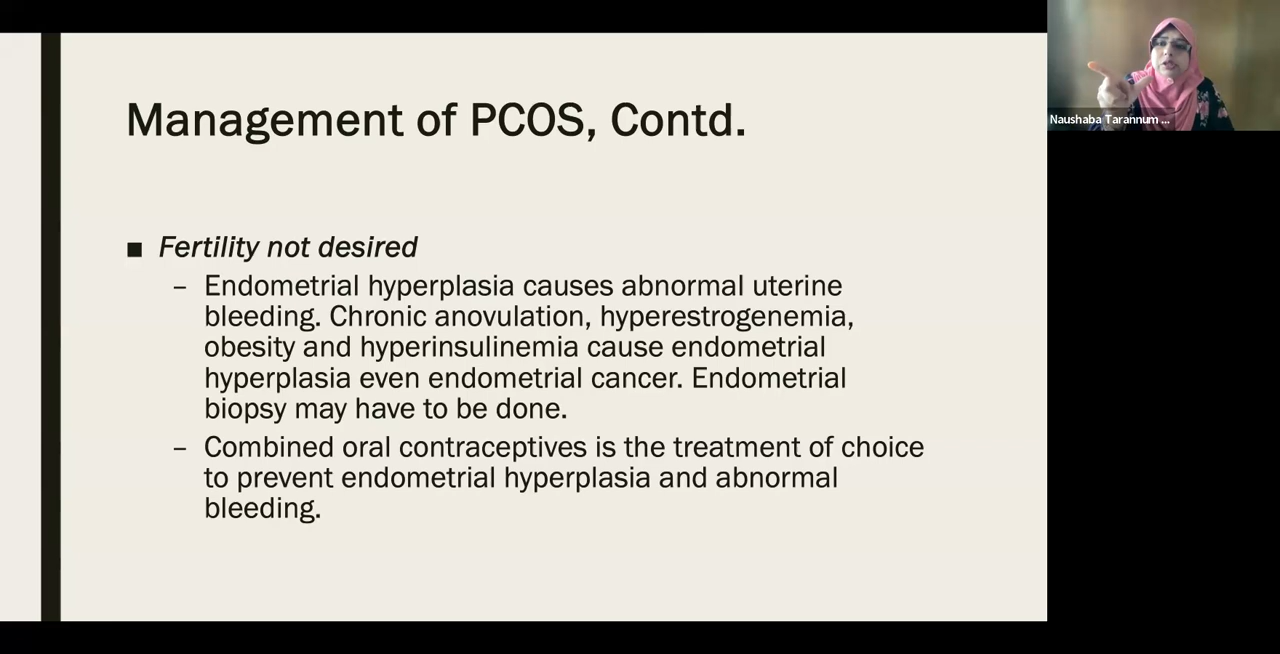 Management of PCOS, Contd.
■ Fertility not desired
– Endometrial hyperplasia causes abnormal uterine
bleeding. Chronic anovulation, hyperestrogenemia,
obesity and hyperinsulinemia cause endometrial
hyperplasia even endometrial cancer. Endometrial
biopsy may have to be done.
– Combined oral contraceptives is the treatment of choice
to prevent endometrial hyperplasia and abnormal
bleeding.
Naushaba Tarannum ...